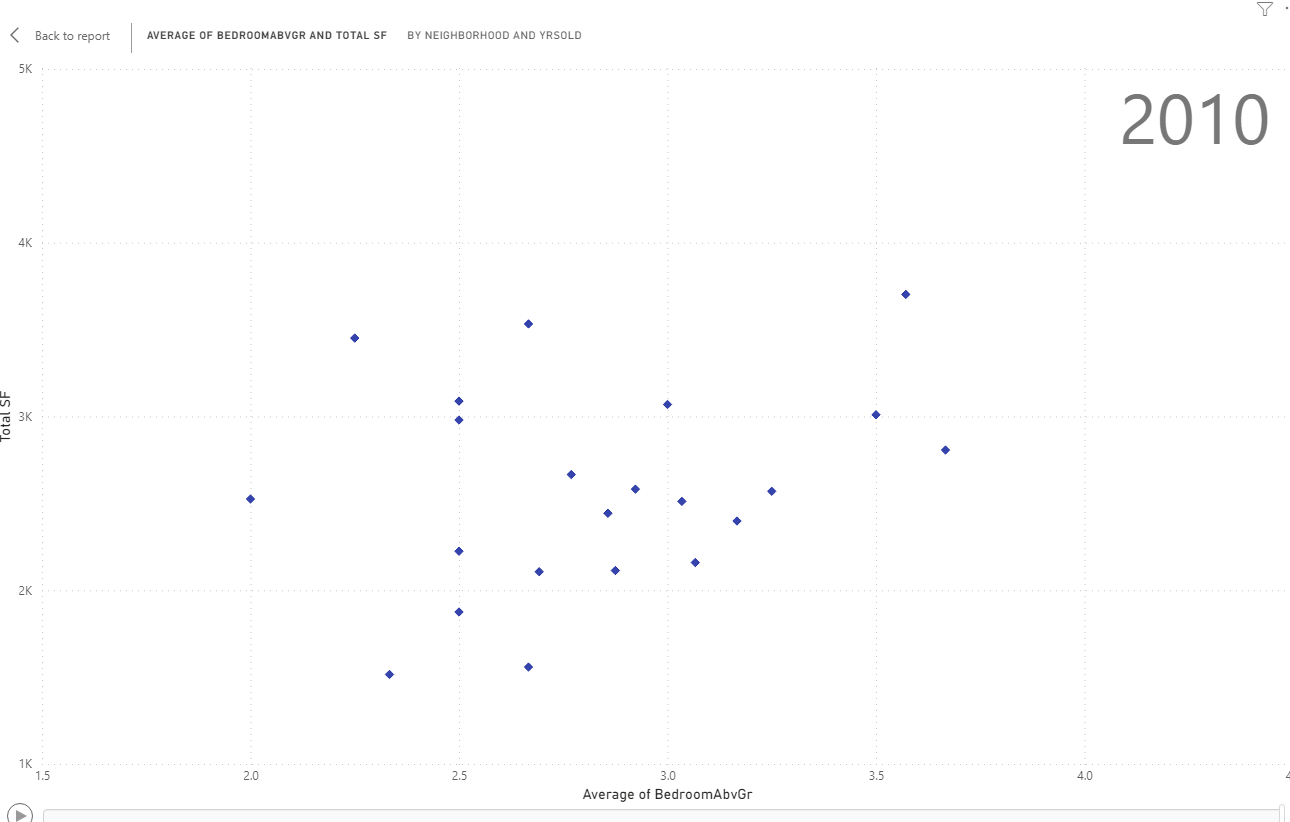 Back to report AVERAGE OF BEDROOMABVGR AND TOTAL SF BY NEIGHBORHOOD AND YRSOLD
2010
5K
4K
3K
2K
1K
Total SF
1.5 2.0 2.5 3.0 3.5 4.0
Average of BedroomAbvGr